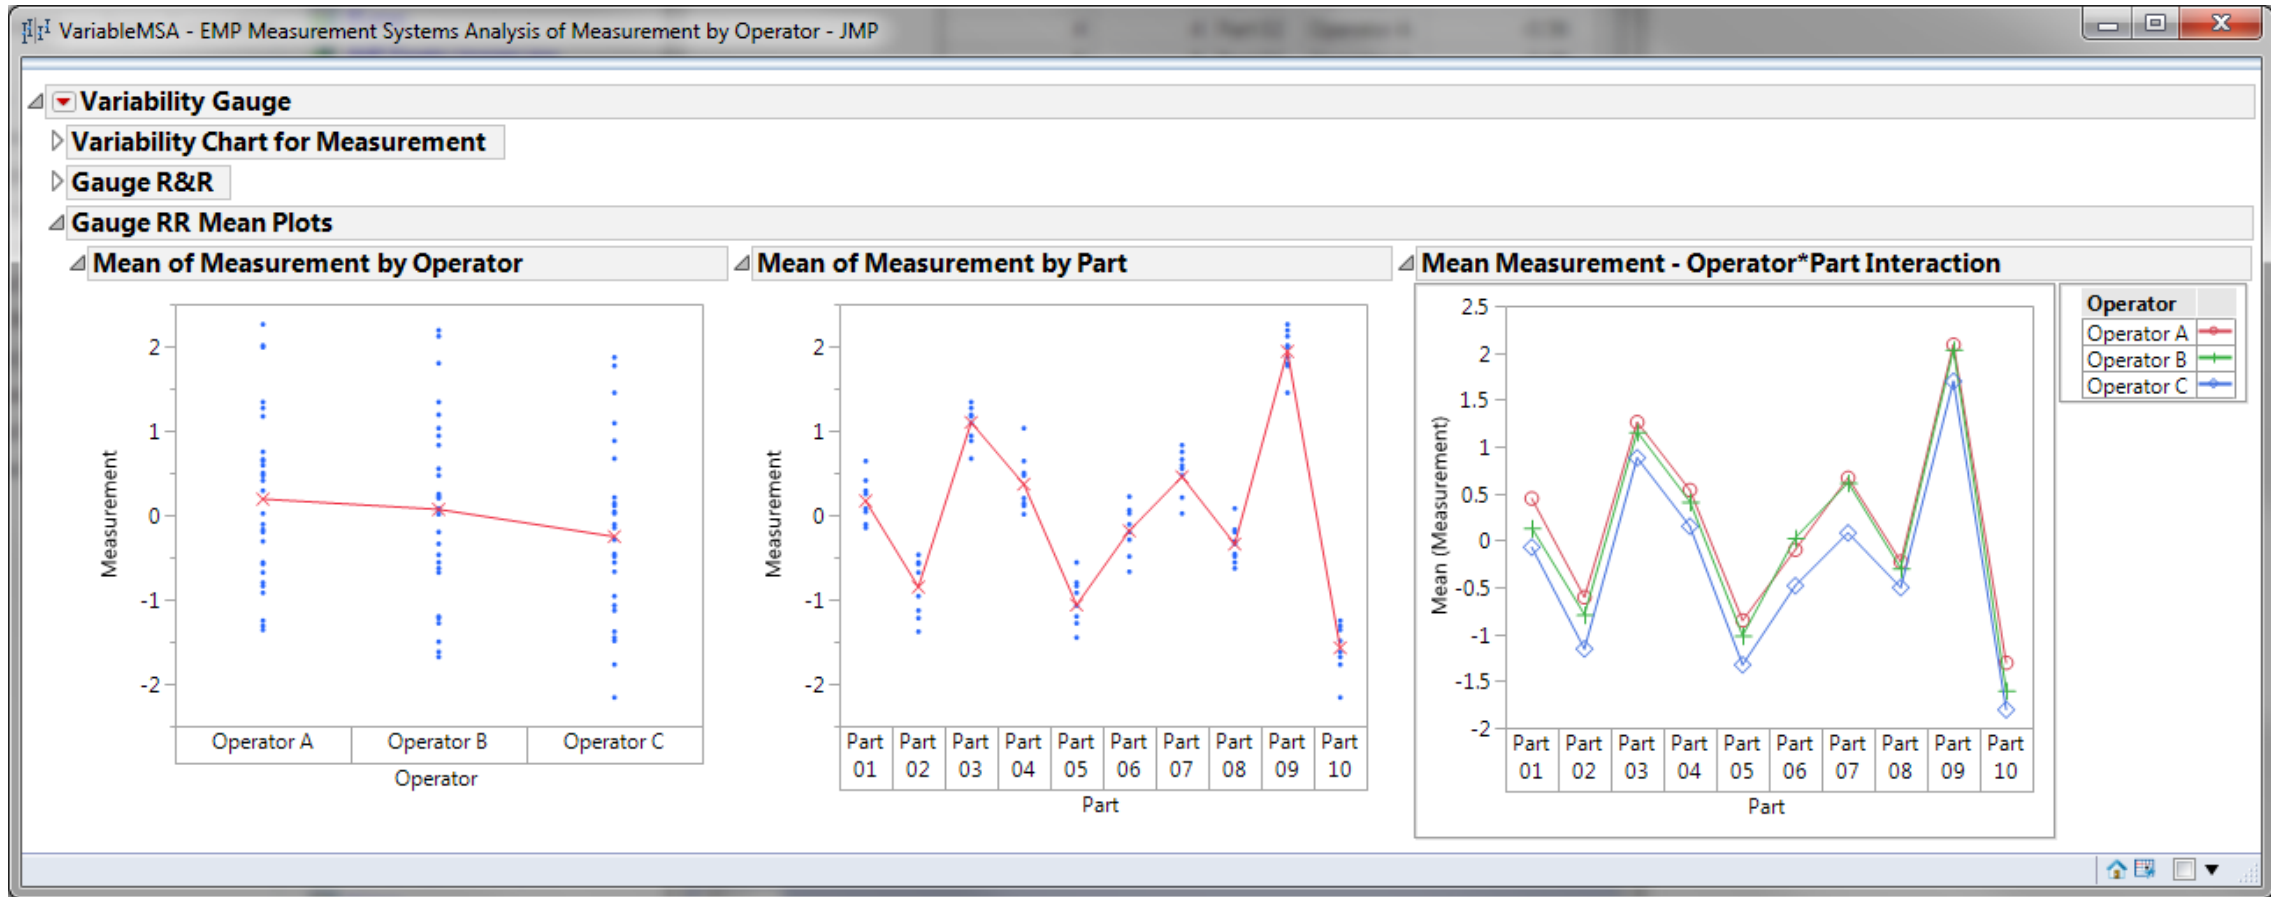 VariableMSA - EMP Measurement Systems Analysis of Measurement by Operator - JMP
Variability Gauge
Variability Chart for Measurement
Gauge R&R
Gauge RR Mean Plots
Mean of Measurement by Operator
Measurement
2
1
0
-1
-2
Operator A Operator B Operator C
Operator
Mean of Measurement by Part
Measurement
2
1
0
-1
-2
Part Part Part Part Part Part Part Part Part Part
01 02 03 04 05 06 07 08 09 10
Part
Mean Measurement - Operator*Part Interaction
Mean (Measurement)
2.5
2
1.5
1
0.5
0
-0.5
-1
-1.5
-2
Part Part Part Part Part Part Part Part Part Part
01 02 03 04 05 06 07 08 09 10
Part
Operator
Operator A
Operator B
Operator C